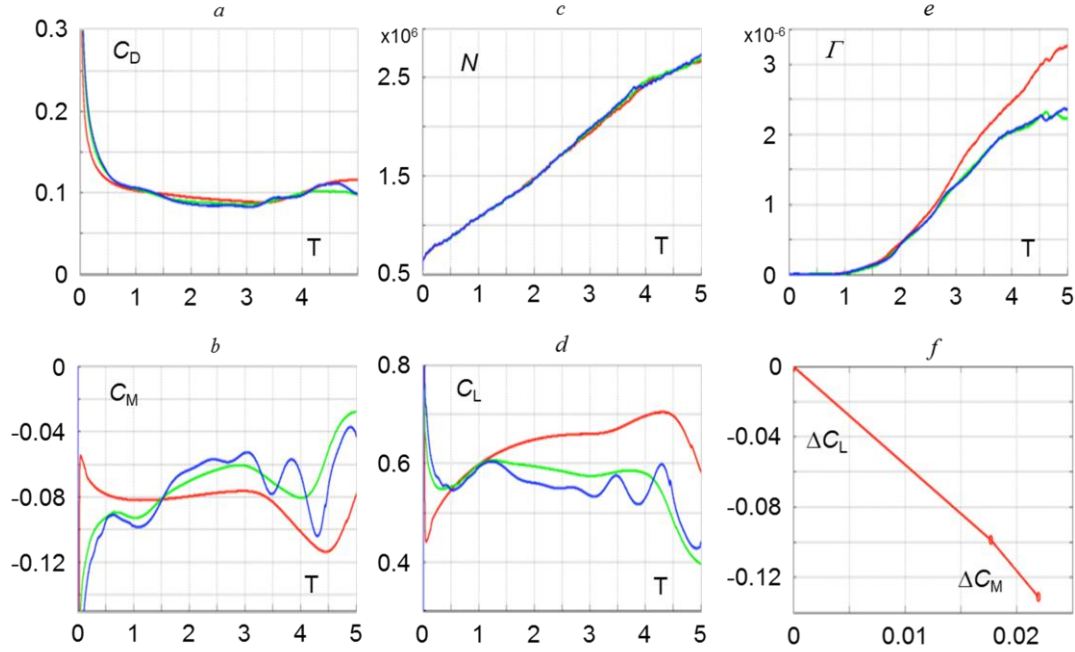 a
0.3
C_D
0.2
0.1
0
T
0 1 2 3 4
c
x10^6
N
2.5
1.5
0.5
T
0 1 2 3 4 5
e
x10^-6
Γ
3
2
1
0
T
0 1 2 3 4 5
b
0
C_M
-0.04
-0.08
-0.12
T
0 1 2 3 4 5
d
0.8
C_L
0.6
0.4
T
0 1 2 3 4 5
f
0
-0.04
ΔC_L
-0.08
ΔC_M
-0.12
0 0.01 0.02